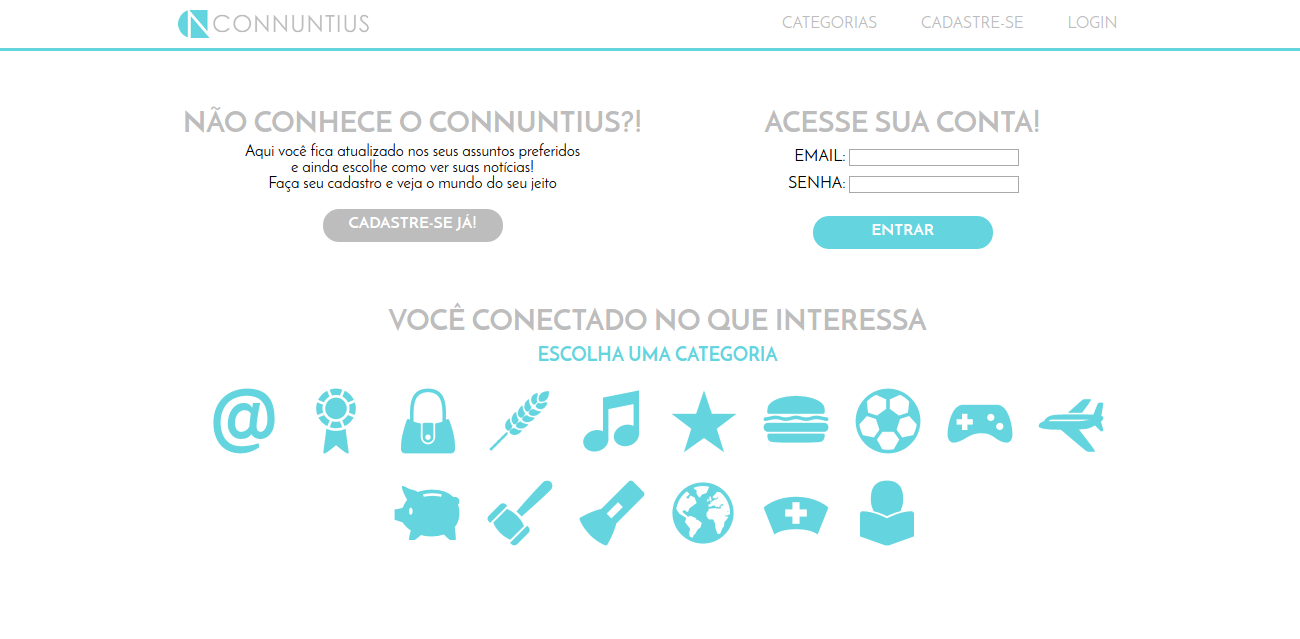 CONNUNTIUS
CATEGORIAS CADASTRE-SE LOGIN
NÃO CONHECE O CONNUNTIUS?!
Aqui você fica atualizado nos seus assuntos preferidos
e ainda escolhe como ver suas notícias!
Faça seu cadastro e veja o mundo do seu jeito
CADASTRE-SE JÁ!
ACESSE SUA CONTA!
EMAIL:
SENHA:
ENTRAR
VOCÊ CONECTADO NO QUE INTERESSA
ESCOLHA UMA CATEGORIA
@